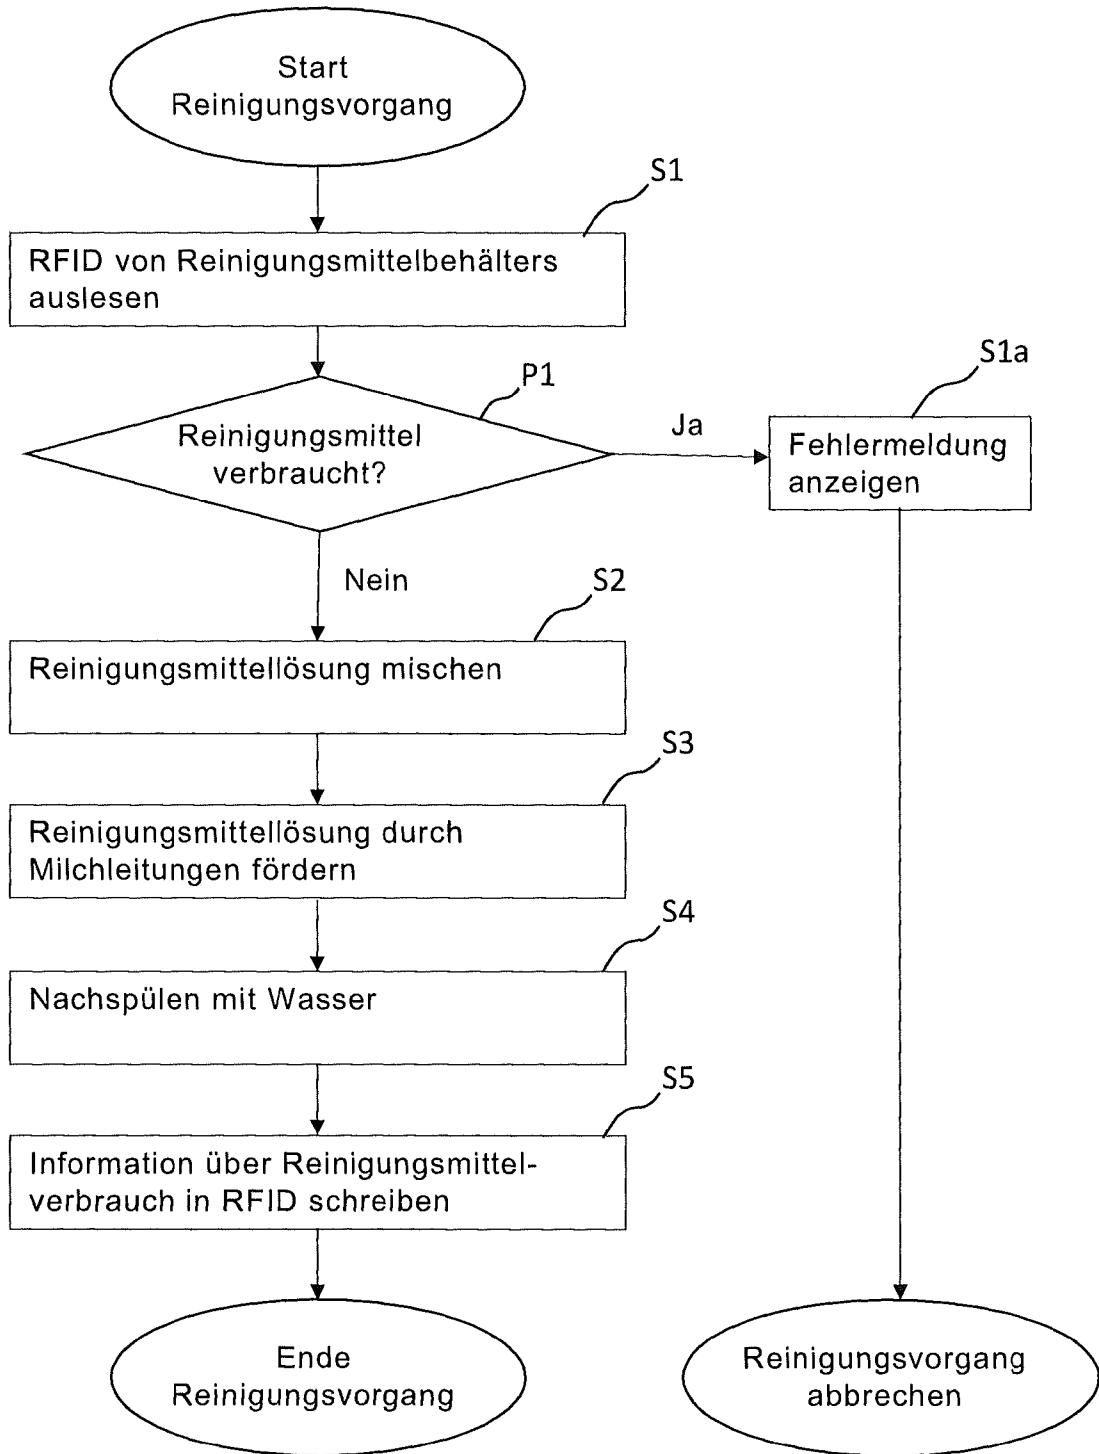 Start
Reinigungsvorgang
S1
RFID von Reinigungsmittelbehälters
auslesen
P1
Reinigungsmittel
verbraucht?
Ja
S1a
Fehlermeldung
anzeigen
Nein
S2
Reinigungsmittellösung mischen
S3
Reinigungsmittellösung durch
Milchleitungen fördern
S4
Nachspülen mit Wasser
S5
Information über Reinigungsmittel-
verbrauch in RFID schreiben
Ende
Reinigungsvorgang
Reinigungsvorgang
abbrechen